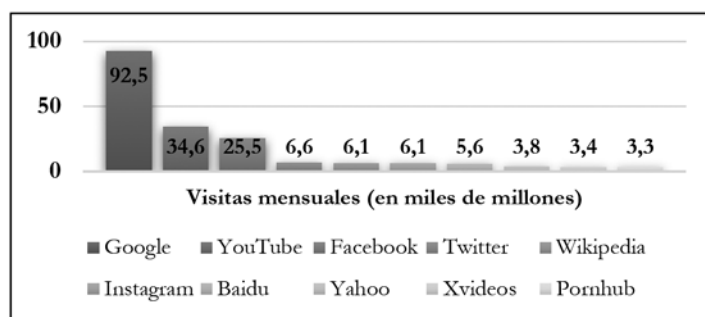 100
92,5
50
34,6 25,5 6,6 6,1 6,1 5,6 3,8 3,4 3,3
0
Visitas mensuales (en miles de millones)
Google YouTube Facebook Twitter Wikipedia
Instagram Baidu Yahoo Xvideos Pornhub